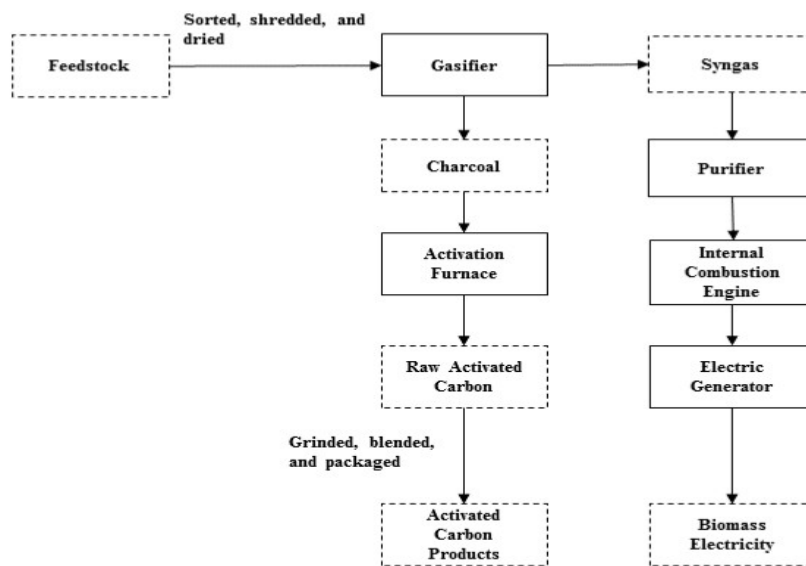 Sorted, shredded, and
dried
Feedstock
Gasifier
Syngas
Charcoal
Purifier
Activation
Furnace
Internal
Combustion
Engine
Raw Activated
Carbon
Electric
Generator
Grinded, blended,
and packaged
Activated
Carbon
Products
Biomass
Electricity